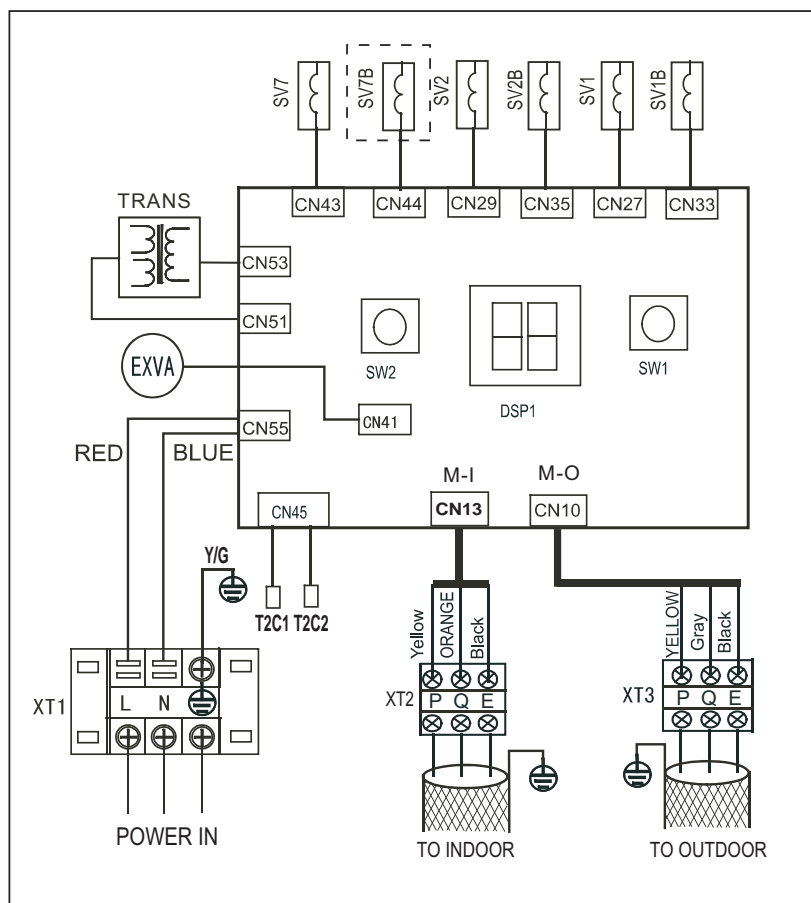 SV7
SV7B
SV2
SV2B
SV1
SV1B
CN43
CN44
CN29
CN35
CN27
CN33
TRANS
CN53
CN51
EXVA
SW2
DSP1
SW1
CN41
CN55
RED
BLUE
M-I
M-O
CN45
CN13
CN10
Y/G
T2C1
T2C2
Yellow
ORANGE
Black
YELLOW
Gray
Black
XT1
L N
XT2
P Q E
XT3
P Q E
POWER IN
TO INDOOR
TO OUTDOOR